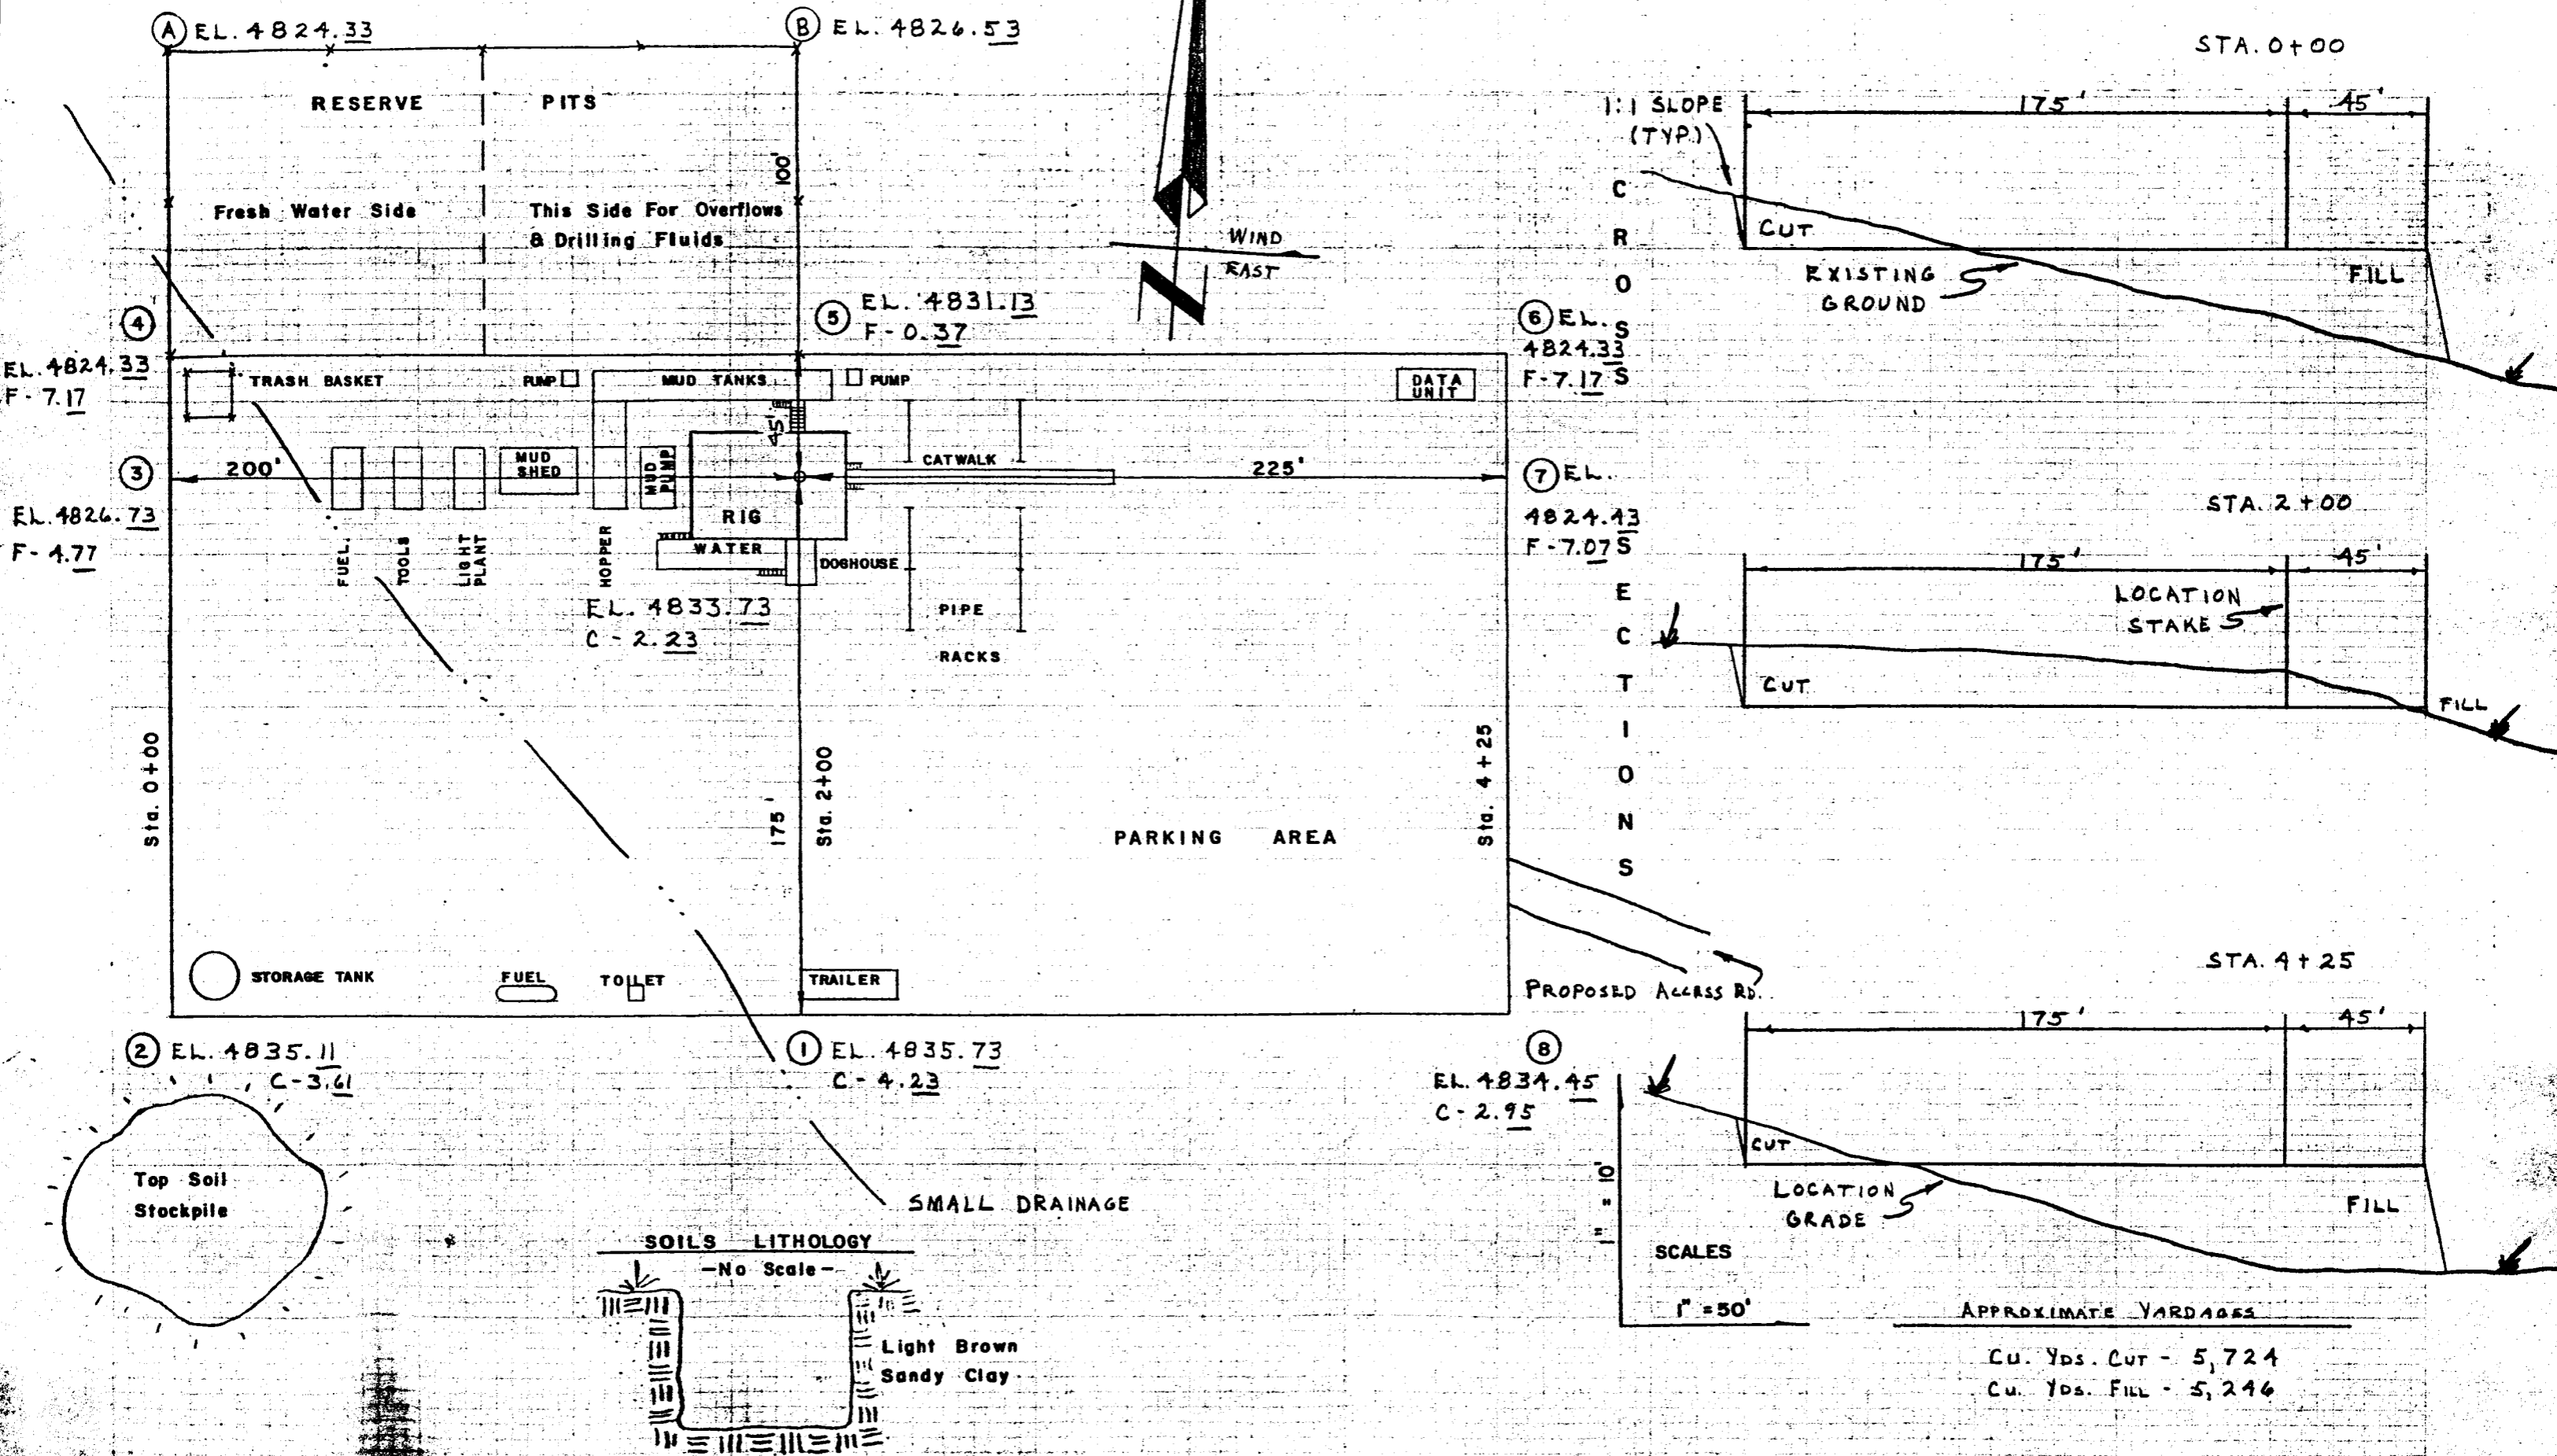 Ⓐ EL. 4824.33
Ⓑ EL. 4826.53
RESERVE PITS
100'
Fresh Water Side
This Side For Overflows
& Drilling Fluids
WIND
EAST
④
EL. 4824.33
F - 7.17
⑤ EL. 4831.13
F - 0.37
⑥ EL.
4824.33
F - 7.17
TRASH BASKET
PUMP
MUD TANKS
PUMP
DATA
UNIT
45'
③
200'
EL. 4826.73
F - 4.77
MUD
SHED
MUD
PUMP
CATWALK
225'
⑦ EL.
4824.43
F - 7.07
RIG
WATER
DOGHOUSE
FUEL
TOOLS
LIGHT
PLANT
HOPPER
EL. 4833.73
C - 2.23
PIPE
RACKS
Sta. 0+00
175'
Sta. 2+00
Sta. 4+25
PARKING AREA
STORAGE TANK
FUEL
TOILET
TRAILER
PROPOSED ACCESS RD.
② EL. 4835.11
C - 3.61
① EL. 4835.73
C - 4.23
⑧
EL. 4834.45
C - 2.95
Top Soil
Stockpile
SMALL DRAINAGE
SOILS LITHOLOGY
- No Scale -
Light Brown
Sandy Clay
CROSS SECTIONS
STA. 0+00
1:1 SLOPE
(TYP.)
175'
45'
CUT
EXISTING
GROUND
FILL
STA. 2+00
175'
45'
LOCATION
STAKE
CUT
FILL
STA. 4+25
175'
45'
CUT
LOCATION
GRADE
FILL
1" = 10'
SCALES
1" = 50'
APPROXIMATE YARDAGES
CU. YDS. CUT - 5,724
CU. YDS. FILL - 5,246